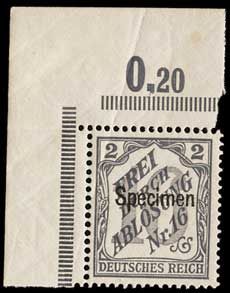 0,20
2 2
FREI
DURCH
ABLÖSUNG
Nr. 16
Specimen
DEUTSCHES REICH